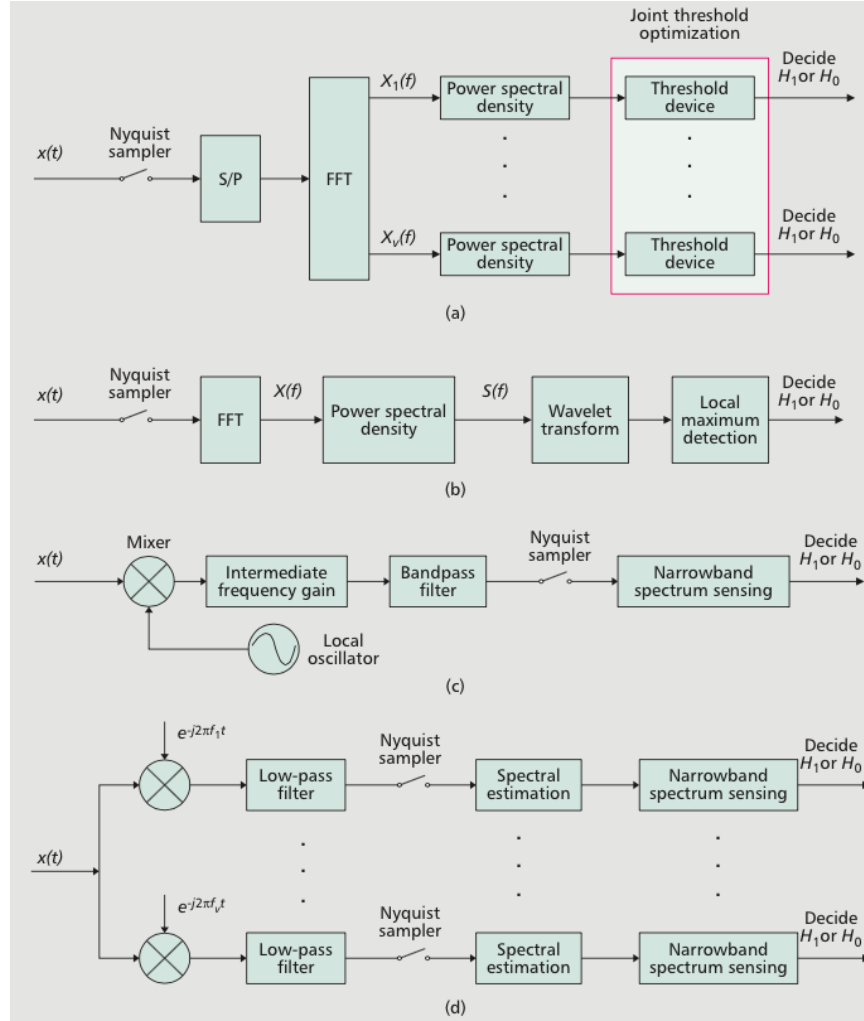 Joint threshold
optimization
Decide
H1 or H0
X1(f)
Power spectral
density
Threshold
device
x(t)
Nyquist
sampler
S/P
FFT
Decide
H1 or H0
Xv(f)
Power spectral
density
Threshold
device
(a)
x(t)
Nyquist
sampler
FFT
X(f)
Power spectral
density
S(f)
Wavelet
transform
Local
maximum
detection
Decide
H1 or H0
(b)
x(t)
Mixer
Intermediate
frequency gain
Bandpass
filter
Nyquist
sampler
Narrowband
spectrum sensing
Decide
H1 or H0
Local
oscillator
(c)
e-j2πf1t
Low-pass
filter
Nyquist
sampler
Spectral
estimation
Narrowband
spectrum sensing
Decide
H1 or H0
x(t)
e-j2πfvt
Low-pass
filter
Nyquist
sampler
Spectral
estimation
Narrowband
spectrum sensing
Decide
H1 or H0
(d)